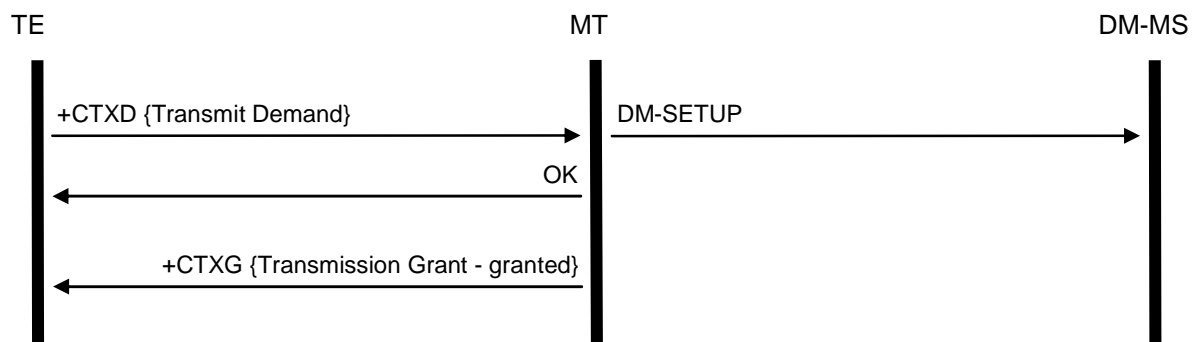 TE MT DM-MS
+CTXD {Transmit Demand} DM-SETUP
OK
+CTXG {Transmission Grant - granted}